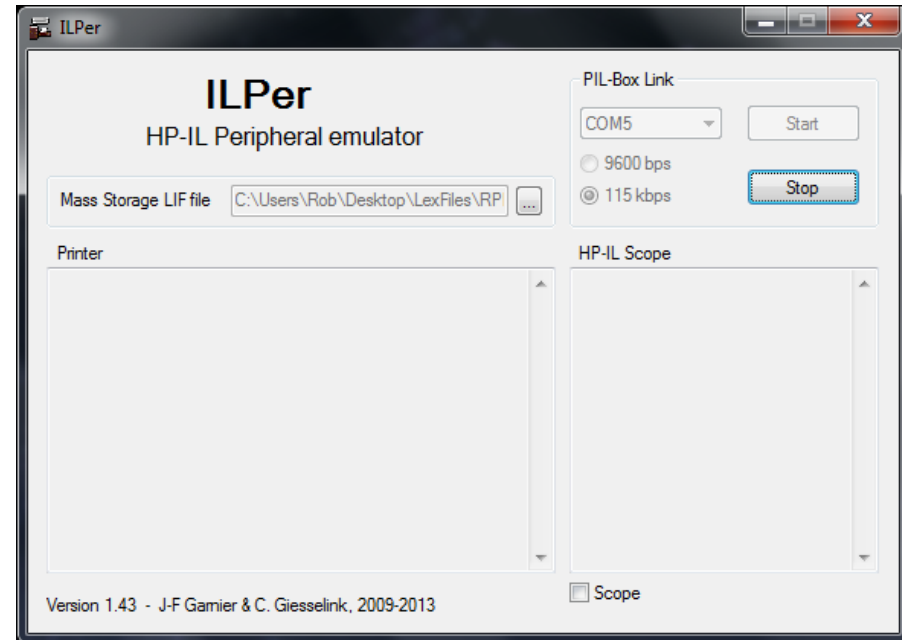 ILPer
ILPer
HP-IL Peripheral emulator
Mass Storage LIF file
C:\Users\Rob\Desktop\LexFiles\RP
...
PIL-Box Link
COM5
Start
9600 bps
115 kbps
Stop
Printer
HP-IL Scope
Version 1.43 - J-F Garnier & C. Giesselink, 2009-2013
Scope